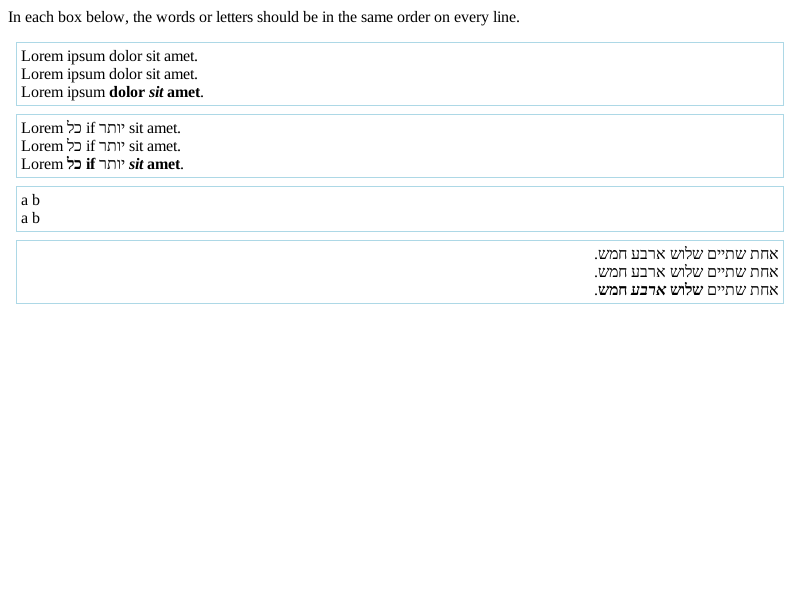 In each box below, the words or letters should be in the same order on every line.
Lorem ipsum dolor sit amet.
Lorem ipsum dolor sit amet.
Lorem ipsum dolor sit amet.
Lorem כל if יותר sit amet.
Lorem כל if יותר sit amet.
Lorem כל if יותר sit amet.
a b
a b
אחת שתיים שלוש ארבע חמש.
אחת שתיים שלוש ארבע חמש.
אחת שתיים שלוש ארבע חמש.